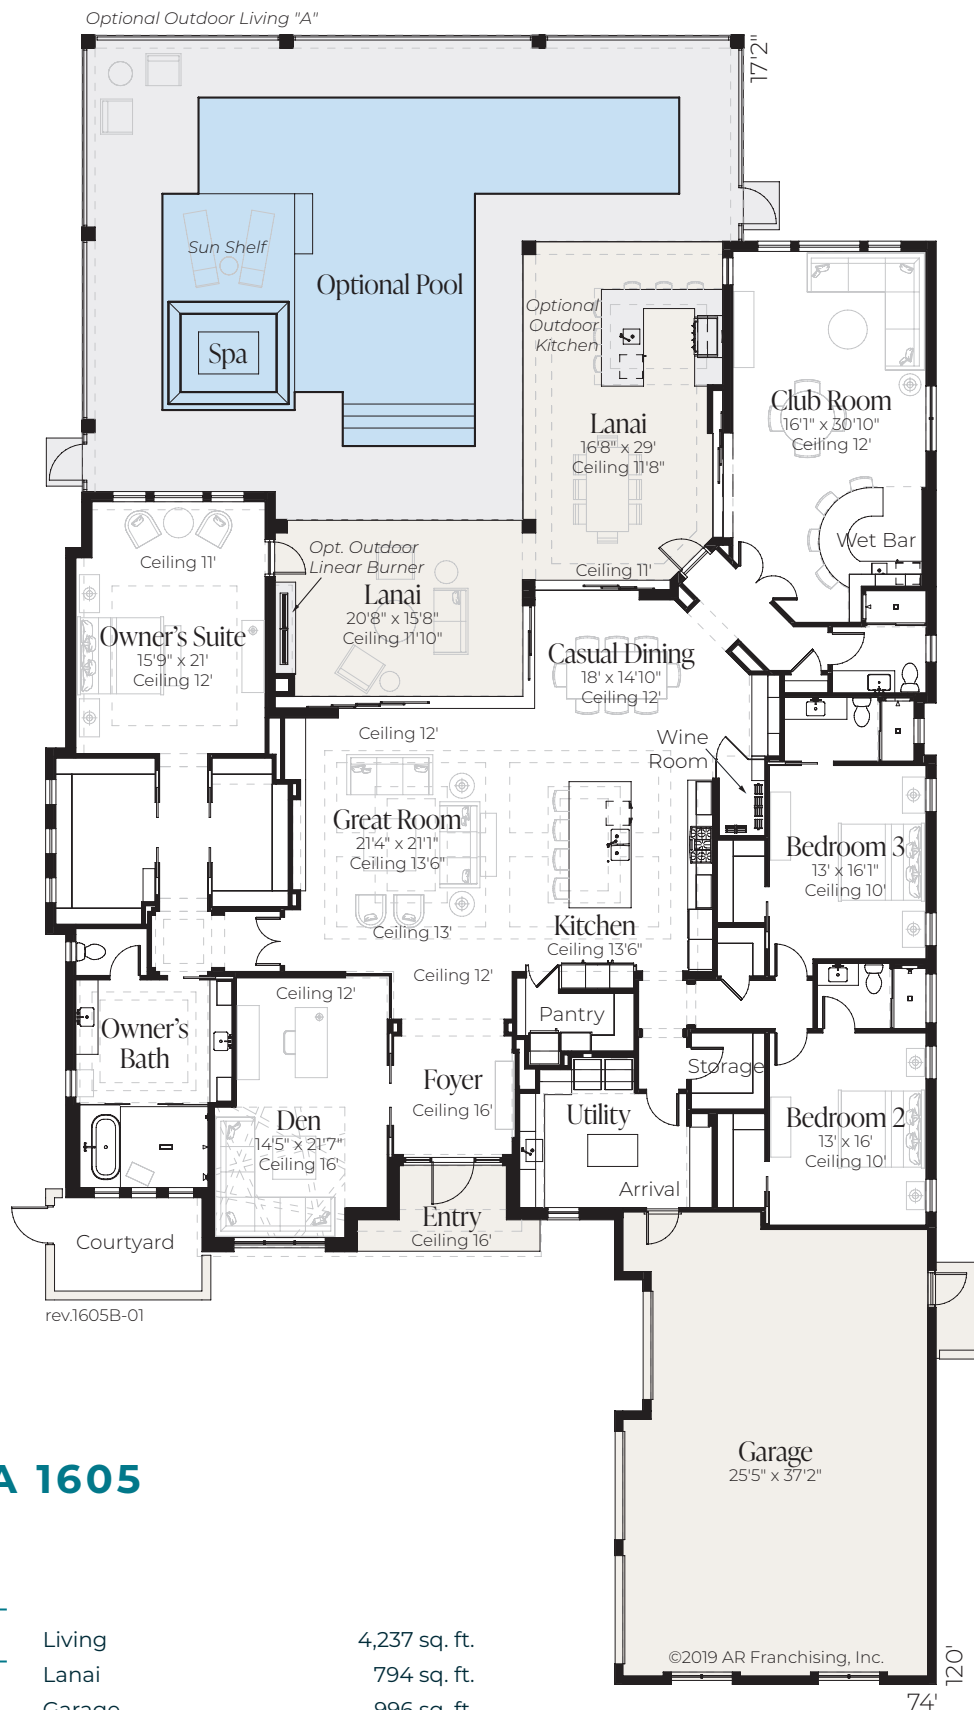 Optional Outdoor Living "A"
17'2"
Sun Shelf
Optional Pool
Spa
Optional
Outdoor
Kitchen
Lanai
16'8" x 29'
Ceiling 11'8"
Ceiling 11'
Club Room
16'1" x 30'10"
Ceiling 12'
Wet Bar
Ceiling 11'
Owner's Suite
15'9" x 21'
Ceiling 12'
Opt. Outdoor
Linear Burner
Lanai
20'8" x 15'8"
Ceiling 11'10"
Casual Dining
18' x 14'10"
Ceiling 12'
Ceiling 12'
Wine
Room
Great Room
21'4" x 21'1"
Ceiling 13'6"
Ceiling 13'
Kitchen
Ceiling 13'6"
Bedroom 3
13' x 16'1"
Ceiling 10'
Ceiling 12'
Ceiling 12'
Pantry
Owner's
Bath
Foyer
Ceiling 16'
Den
14'5" x 21'7"
Ceiling 16'
Storage
Utility
Bedroom 2
13' x 16'
Ceiling 10'
Arrival
Entry
Ceiling 16'
Courtyard
rev.1605B-01
Garage
25'5" x 37'2"
A 1605
©2019 AR Franchising, Inc.
120'
74'
Living 4,237 sq. ft.
Lanai 794 sq. ft.
Garage 996 sq. ft.